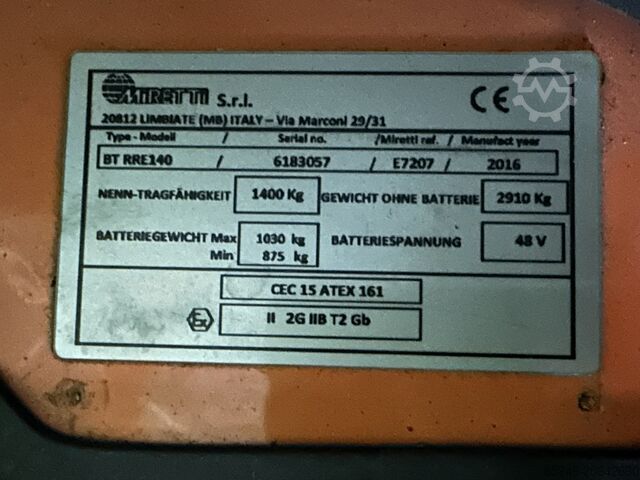 MIRETTI S.r.l.
CE
20812 LIMBIATE (MB) ITALY – Via Marconi 29/31
Type - Modell / Serial no. /Miretti ref. / Manufact year
BT RRE140 / 6183057 / E7207 / 2016
NENN-TRAGFÄHIGKEIT 1400 Kg GEWICHT OHNE BATTERIE 2910 Kg
BATTERIEGEWICHT Max 1030 kg BATTERIESPANNUNG 48 V
Min 875 kg
CEC 15 ATEX 161
Ex II 2G IIB T2 Gb